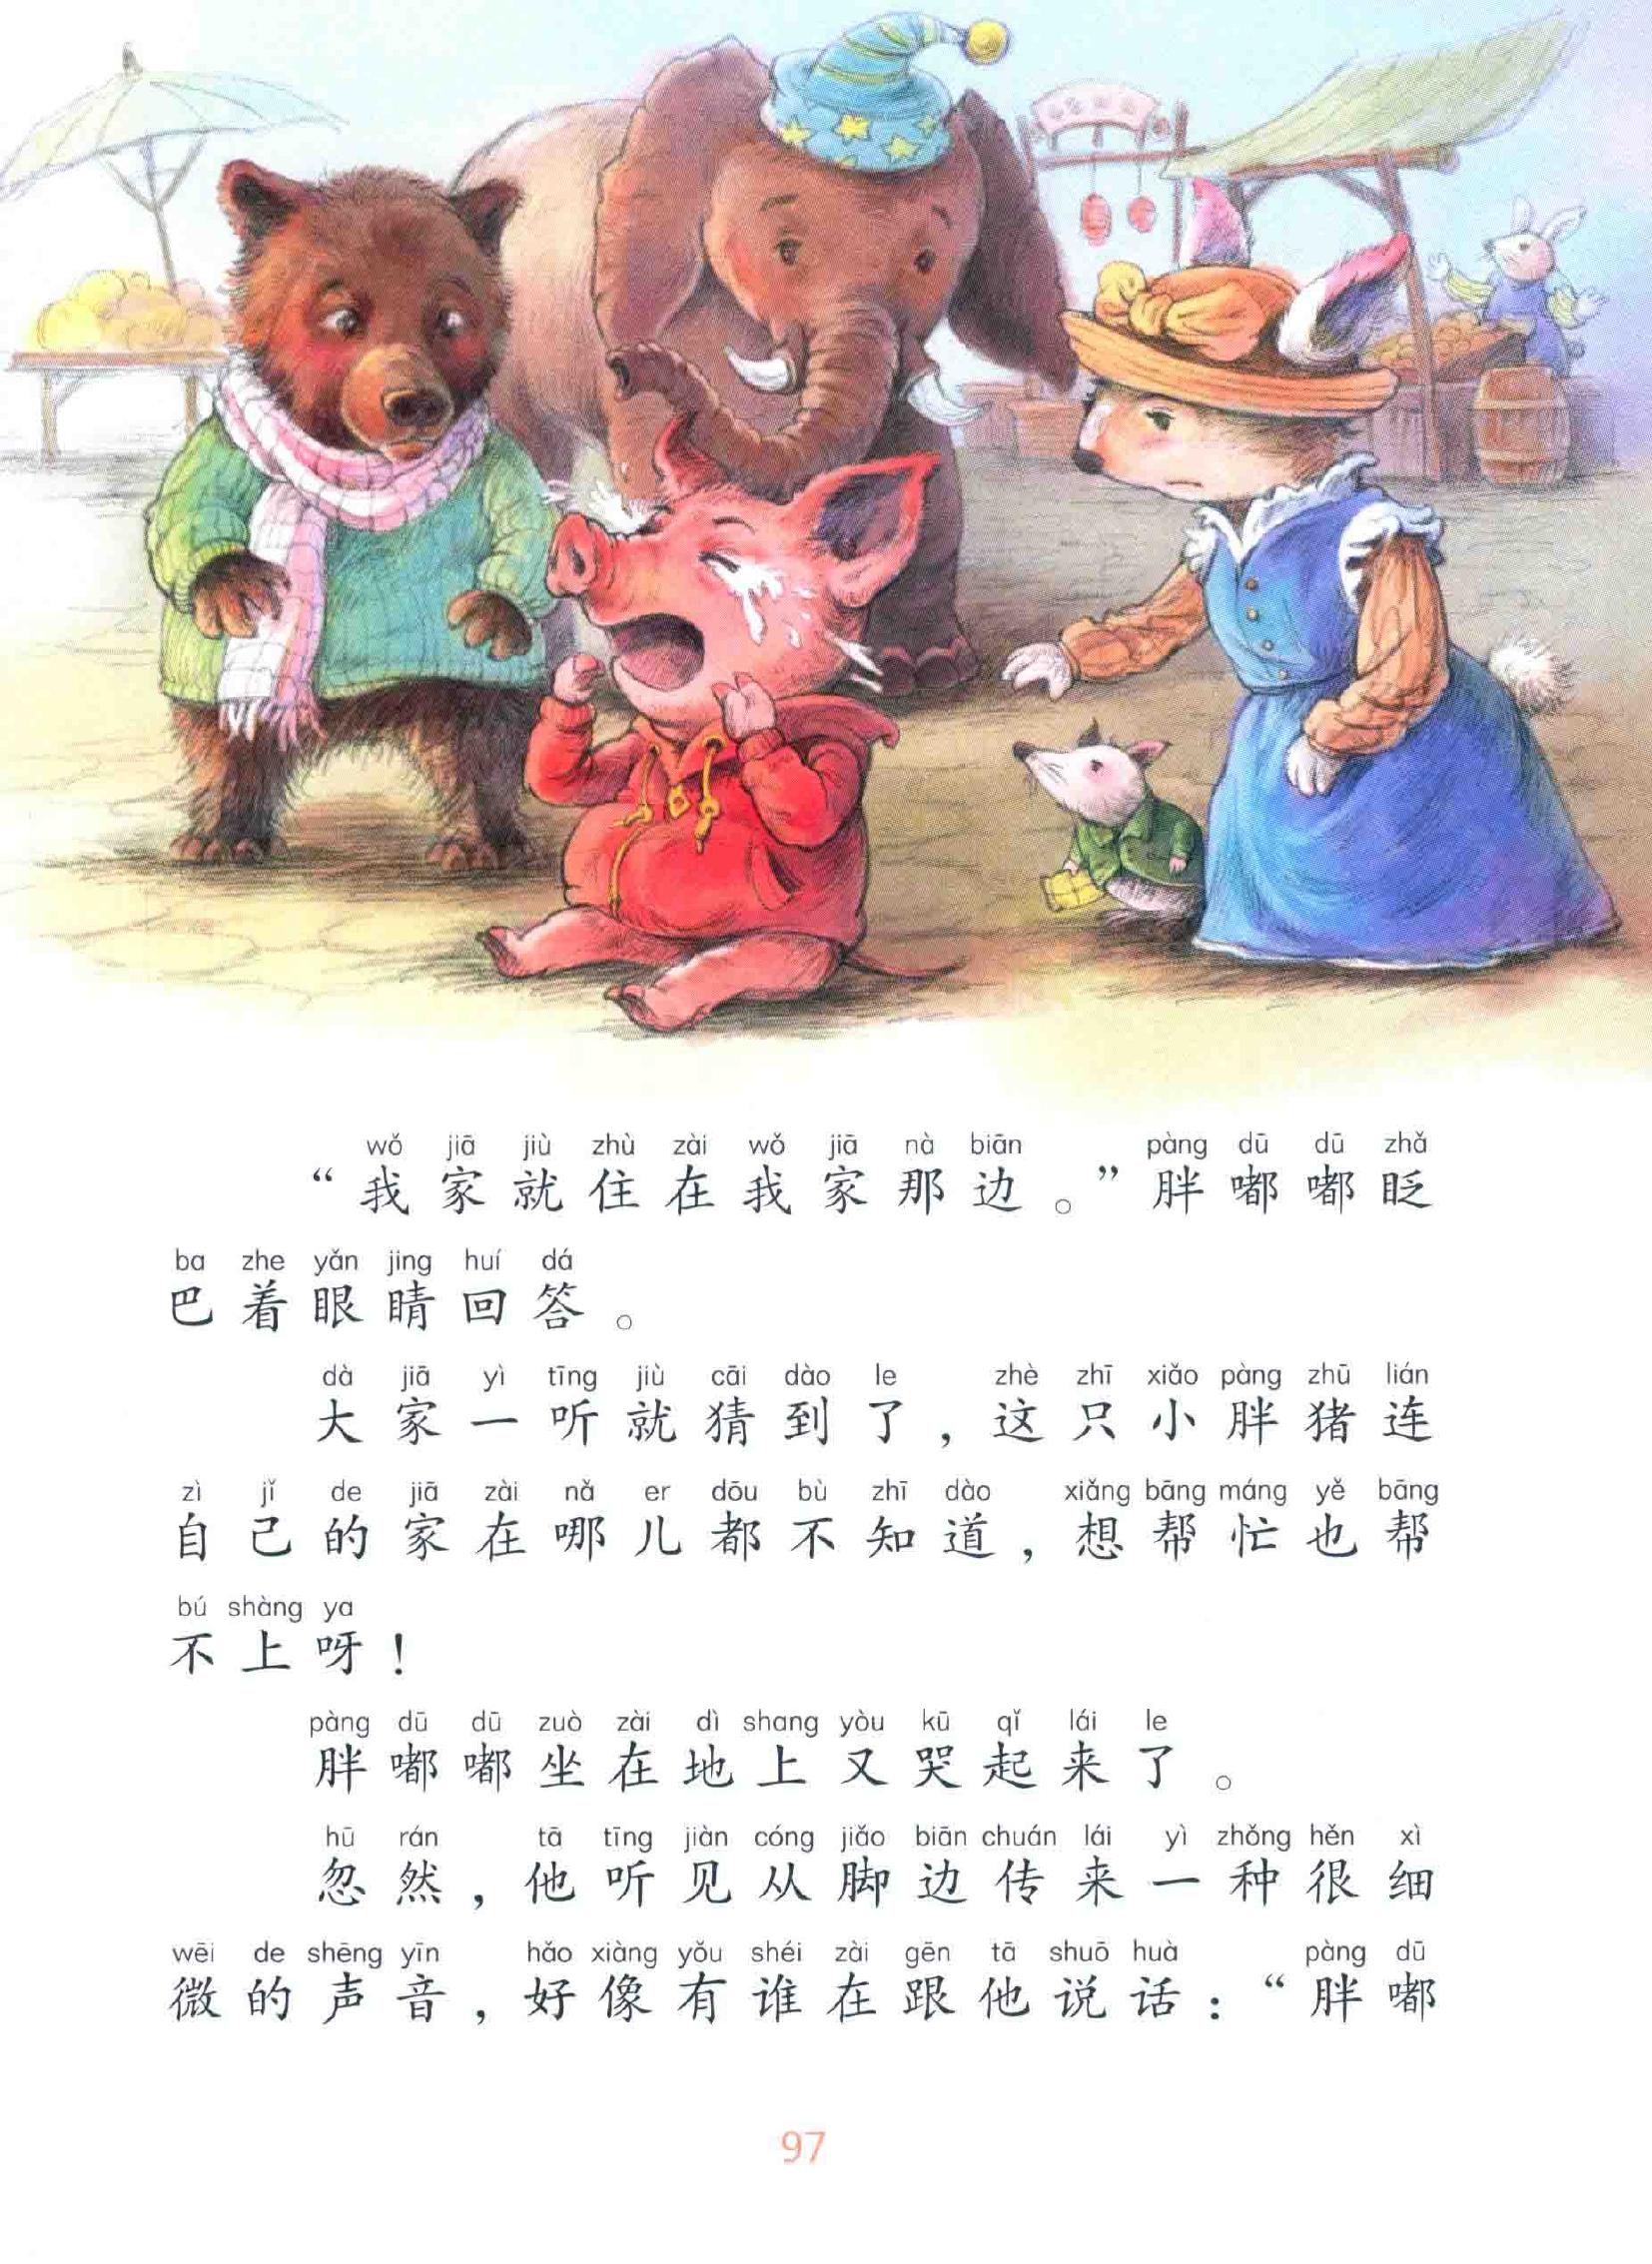 wǒ jiā jiù zhù zài wǒ jiā nà biān pàng dū dū zhǎ
“我家就住在我家那边。”胖嘟嘟眨
ba zhe yǎn jing huí dá
巴着眼睛回答。
dà jiā yì tīng jiù cāi dào le zhè zhī xiǎo pàng zhū lián
大家一听就猜到了，这只小胖猪连
zì jǐ de jiā zài nǎ er dōu bù zhī dào xiǎng bāng máng yě bāng
自己的家在哪儿都不知道，想帮忙也帮
bú shàng ya
不上呀！
pàng dū dū zuò zài dì shang yòu kū qǐ lái le
胖嘟嘟坐在地上又哭起来了。
hū rán tā tīng jiàn cóng jiǎo biān chuán lái yì zhǒng hěn xì
忽然，他听见从脚边传来一种很细
wēi de shēng yīn hǎo xiàng yǒu shéi zài gēn tā shuō huà pàng dū
微的声音，好像有谁在跟他说话：“胖嘟
97